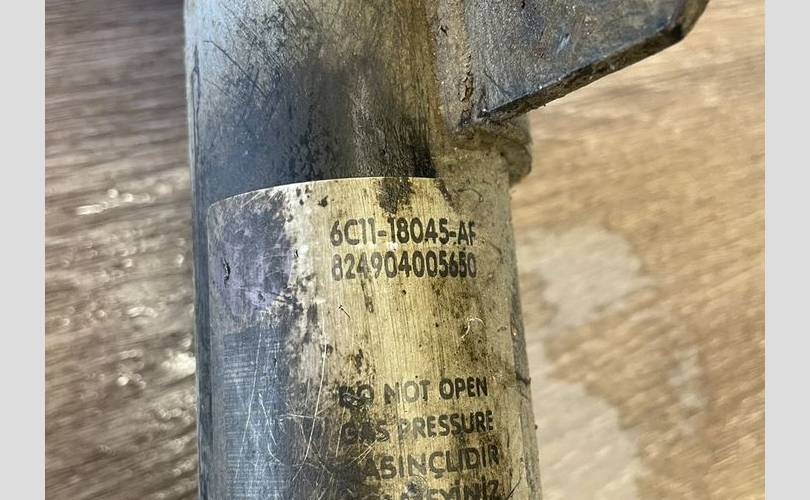 6C11-18045-AF
824904005650
DO NOT OPEN
GAS PRESSURE
BASINÇLIDIR